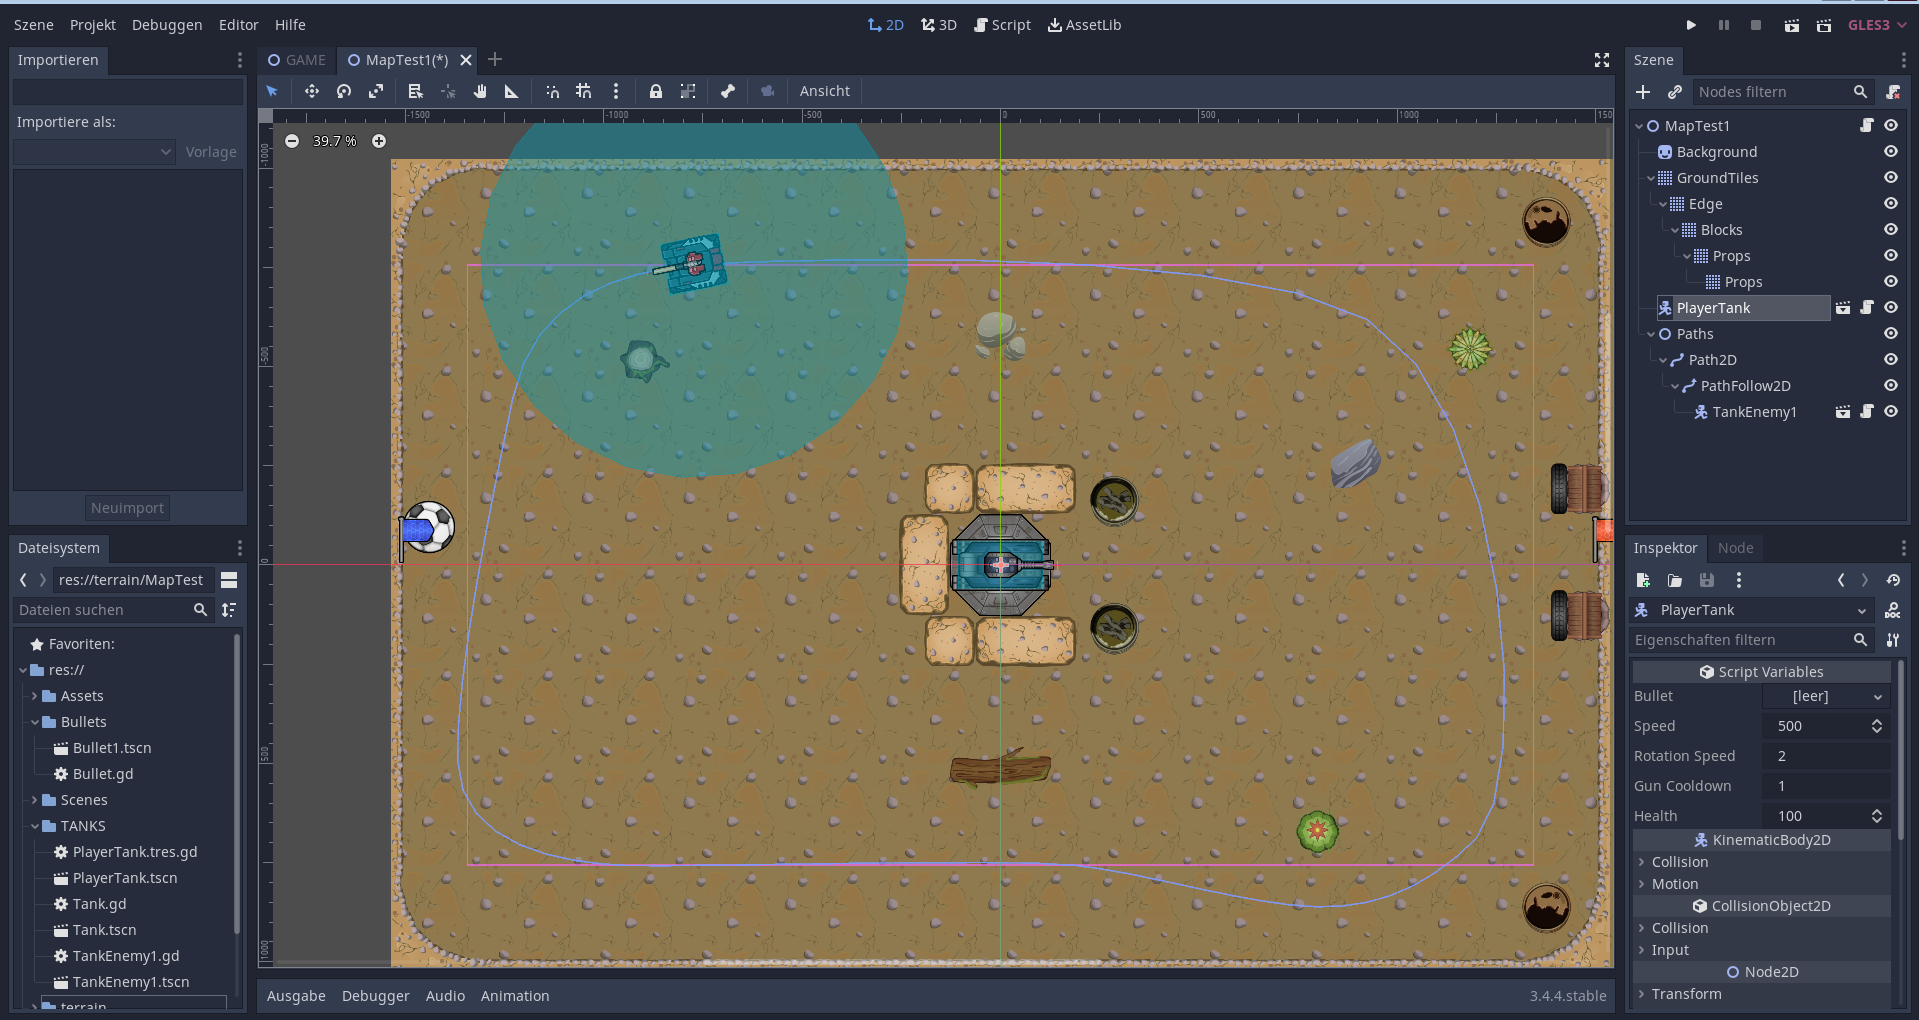 Szene Projekt Debuggen Editor Hilfe 2D 3D Script AssetLib GLES3
Importieren
Importiere als:
Vorlage
Neuimport
Dateisystem
res://terrain/MapTest
Dateien suchen
Favoriten:
res://
Assets
Bullets
Bullet1.tscn
Bullet.gd
Scenes
TANKS
PlayerTank.tres.gd
PlayerTank.tscn
Tank.gd
Tank.tscn
TankEnemy1.gd
TankEnemy1.tscn
terrain
GAME MapTest1(*)
Ansicht
-1500 -1000 -500 0 500 1000 150
39.7 %
-1000
-500
0
500
1000
Ausgabe Debugger Audio Animation 3.4.4.stable
Szene
Nodes filtern
MapTest1
Background
GroundTiles
Edge
Blocks
Props
Props
PlayerTank
Paths
Path2D
PathFollow2D
TankEnemy1
Inspektor Node
PlayerTank
Eigenschaften filtern
Script Variables
Bullet [leer]
Speed 500
Rotation Speed 2
Gun Cooldown 1
Health 100
KinematicBody2D
Collision
Motion
CollisionObject2D
Collision
Input
Node2D
Transform